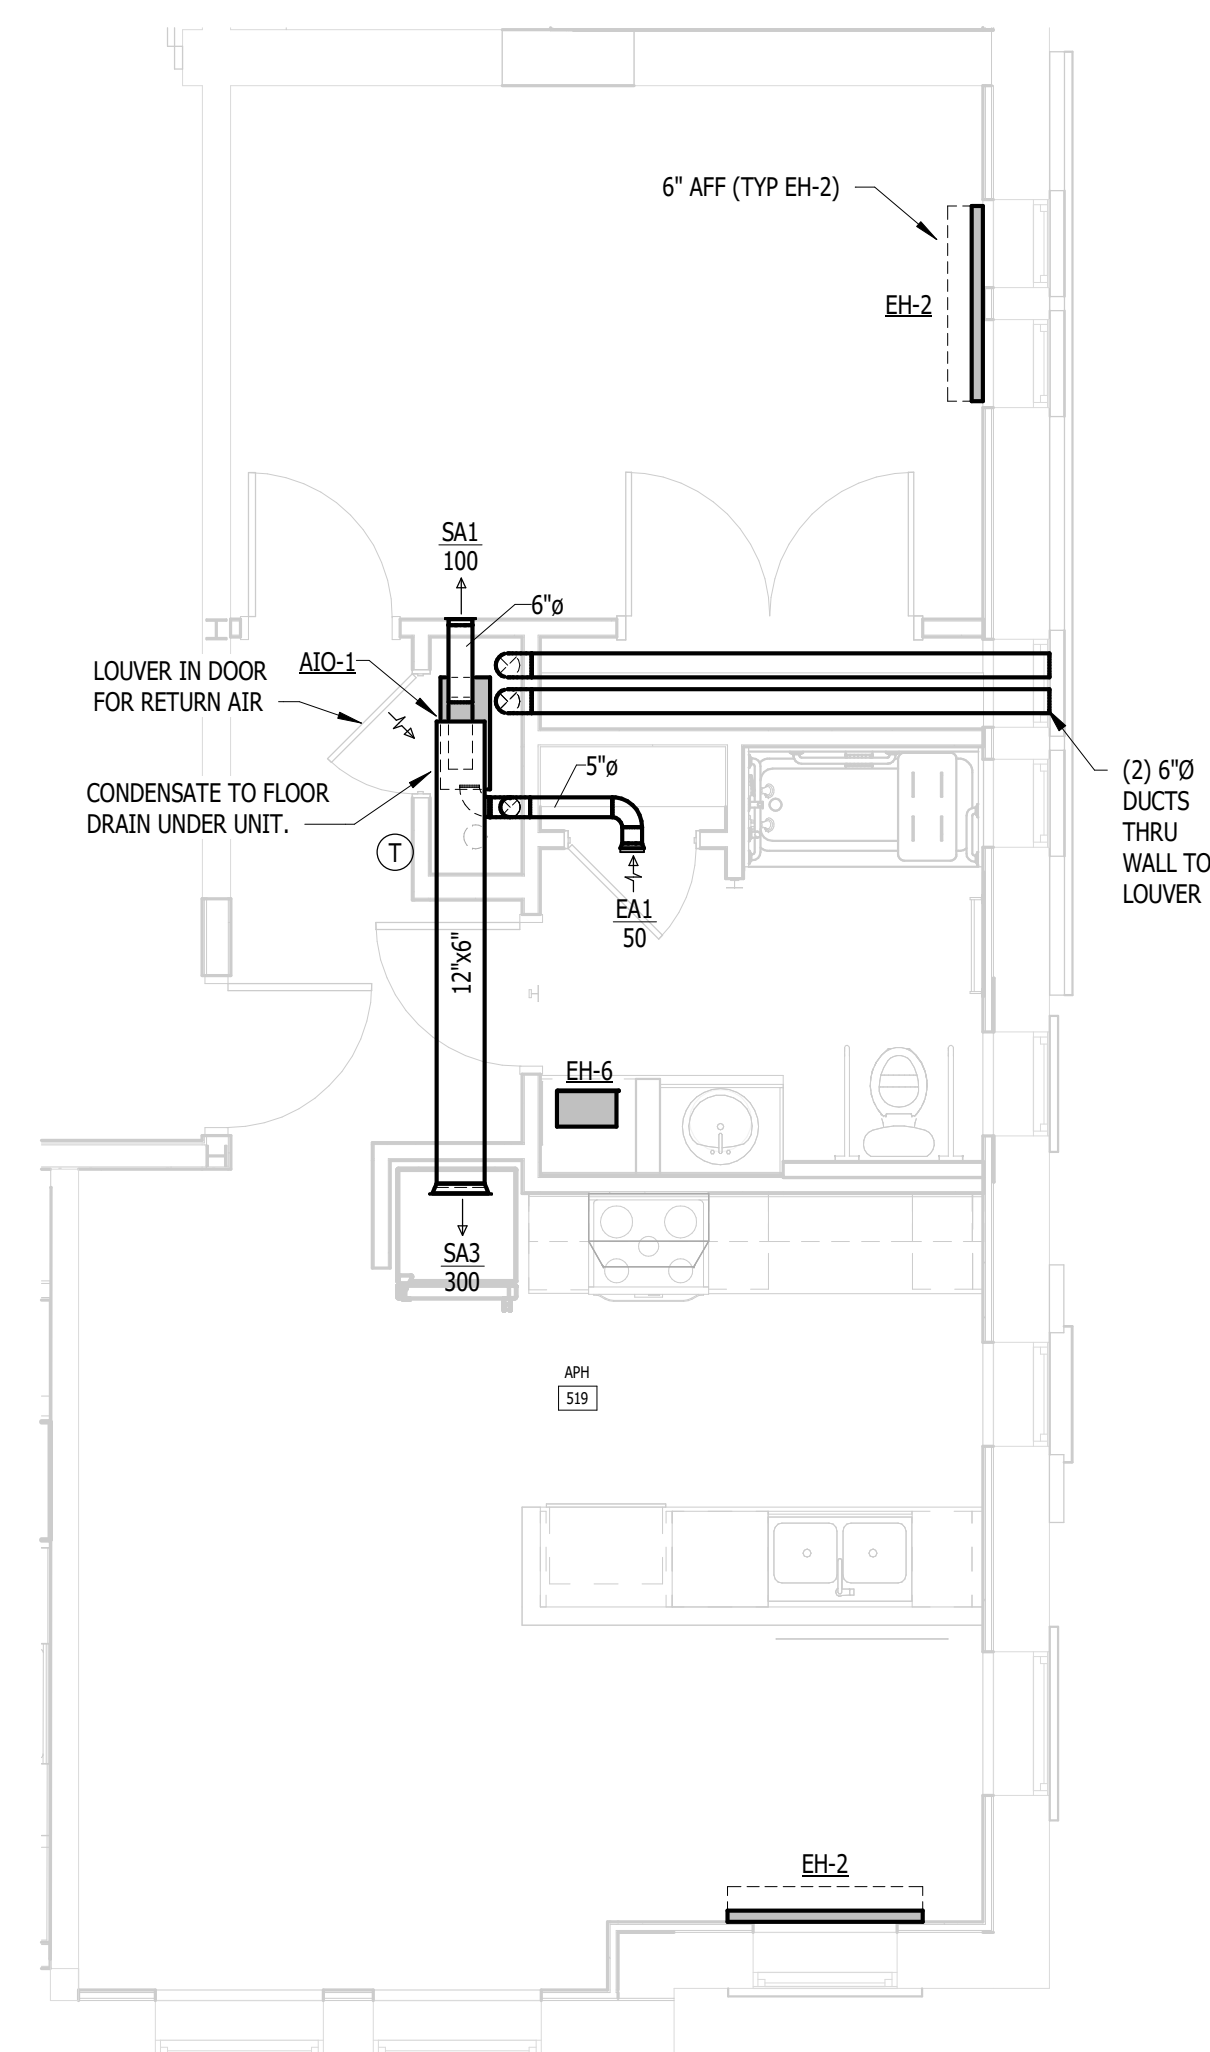 6" AFF (TYP EH-2)
EH-2
SA1
100
6"ø
AIO-1
LOUVER IN DOOR
FOR RETURN AIR
5"ø
(2) 6"Ø
DUCTS
THRU
WALL TO
LOUVER
CONDENSATE TO FLOOR
DRAIN UNDER UNIT.
T
EA1
50
12"x6"
EH-6
SA3
300
APH
519
EH-2